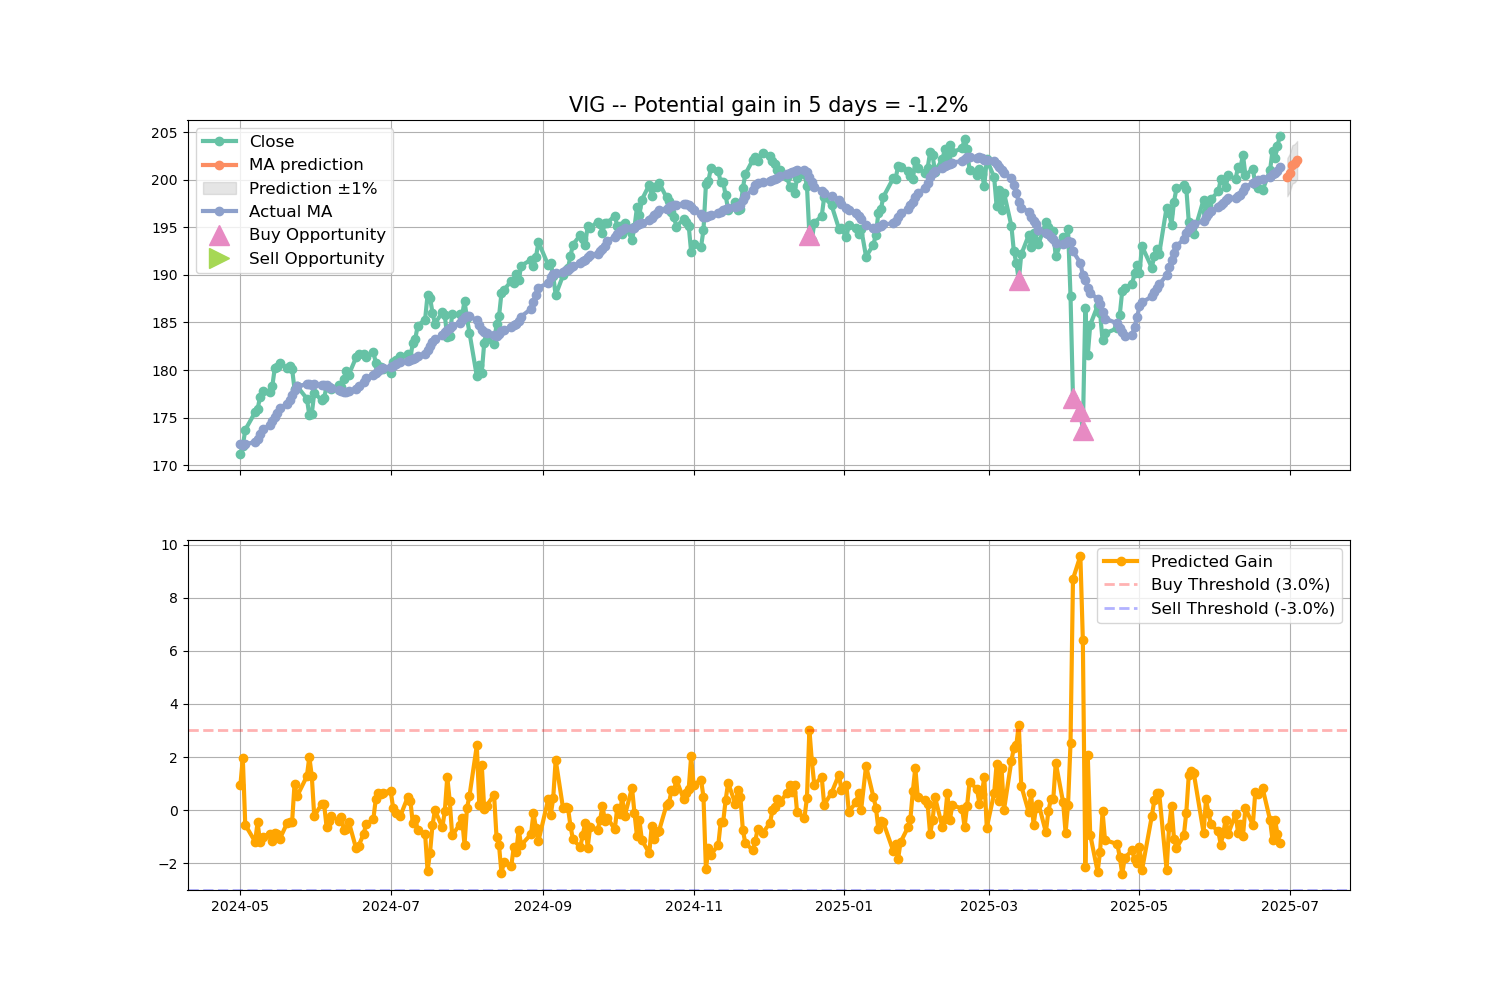 VIG -- Potential gain in 5 days = -1.2%
205
200
195
190
185
180
175
170
Close
MA prediction
Prediction ±1%
Actual MA
Buy Opportunity
Sell Opportunity
10
8
6
4
2
0
−2
Predicted Gain
Buy Threshold (3.0%)
Sell Threshold (-3.0%)
2024-05 2024-07 2024-09 2024-11 2025-01 2025-03 2025-05 2025-07